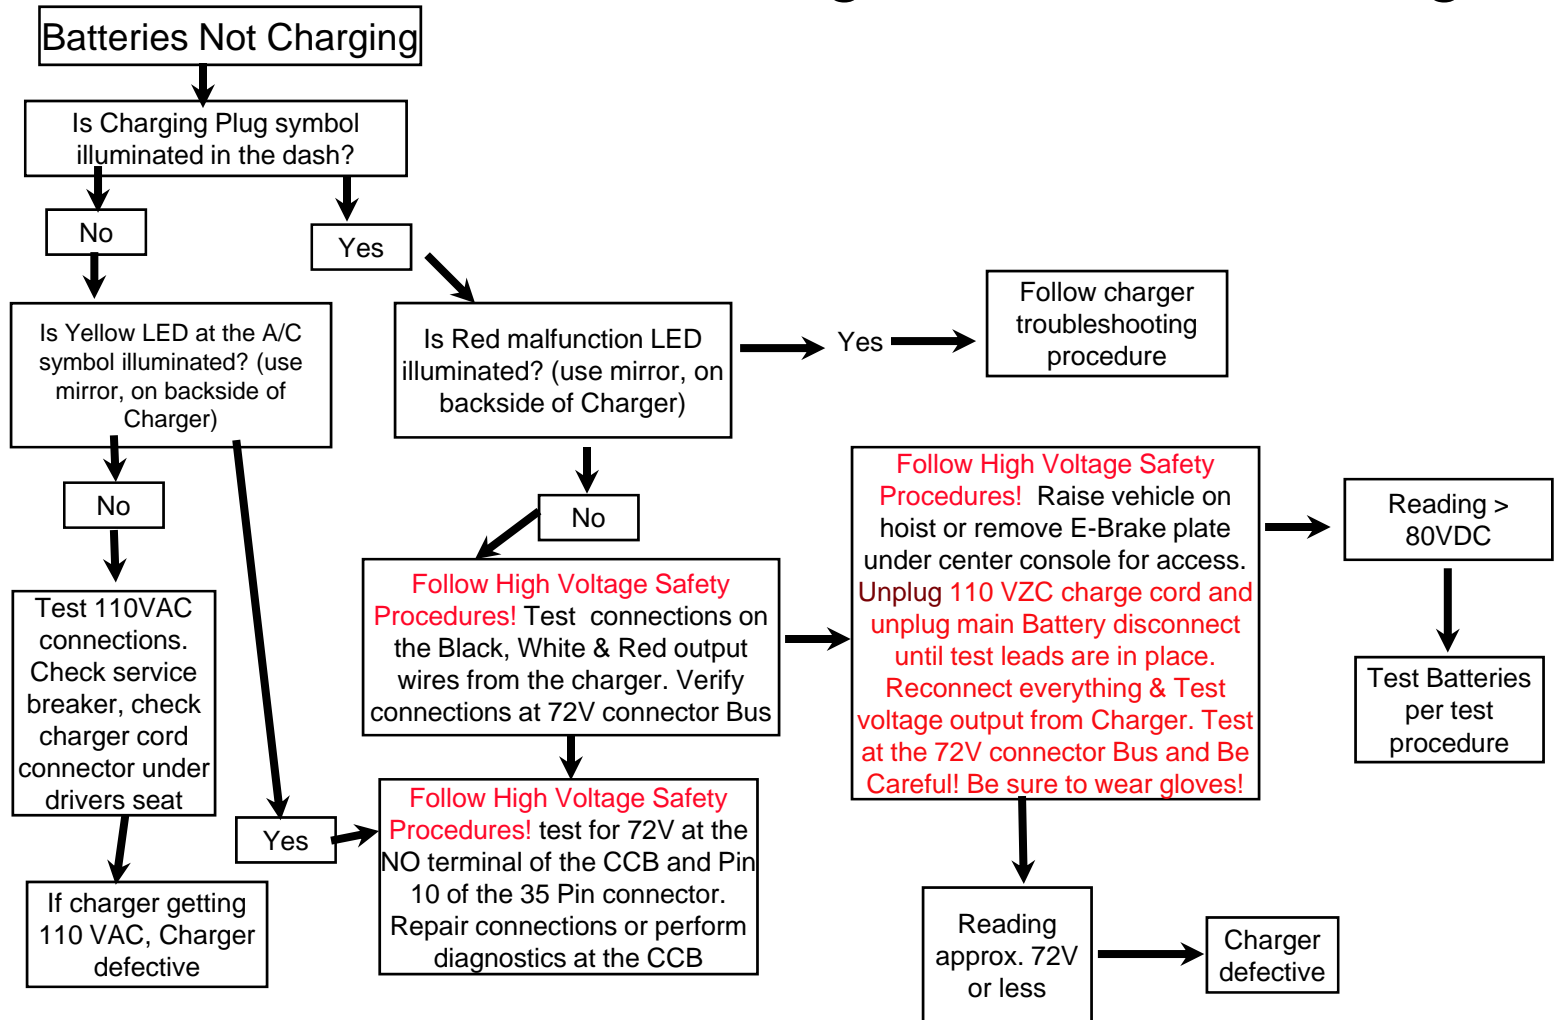 Batteries Not Charging
Is Charging Plug symbol
illuminated in the dash?
No
Yes
Is Yellow LED at the A/C
symbol illuminated? (use
mirror, on backside of
Charger)
Is Red malfunction LED
illuminated? (use mirror, on
backside of Charger)
Yes
Follow charger
troubleshooting
procedure
No
No
Follow High Voltage Safety
Procedures! Raise vehicle on
hoist or remove E-Brake plate
under center console for access.
Unplug 110 VZC charge cord and
unplug main Battery disconnect
until test leads are in place.
Reconnect everything & Test
voltage output from Charger. Test
at the 72V connector Bus and Be
Careful! Be sure to wear gloves!
Reading >
80VDC
Test 110VAC
connections.
Check service
breaker, check
charger cord
connector under
drivers seat
Follow High Voltage Safety
Procedures! Test connections on
the Black, White & Red output
wires from the charger. Verify
connections at 72V connector Bus
Test Batteries
per test
procedure
Yes
Follow High Voltage Safety
Procedures! test for 72V at the
NO terminal of the CCB and Pin
10 of the 35 Pin connector.
Repair connections or perform
diagnostics at the CCB
If charger getting
110 VAC, Charger
defective
Reading
approx. 72V
or less
Charger
defective